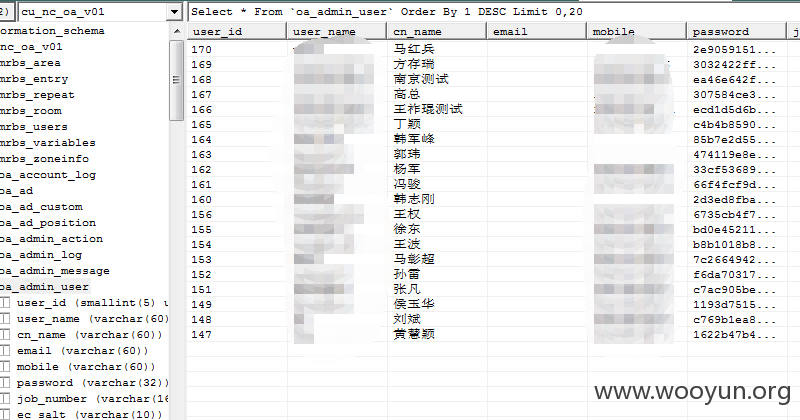 2) cu_nc_oa_v01 Select * From `oa_admin_user` Order By 1 DESC Limit 0,20
ormation_schema
nc_oa_v01
mrbs_area
mrbs_entry
mrbs_repeat
mrbs_room
mrbs_users
mrbs_variables
mrbs_zoneinfo
oa_account_log
oa_ad
oa_ad_custom
oa_ad_position
oa_admin_action
oa_admin_log
oa_admin_message
oa_admin_user
user_id (smallint(5) u
user_name (varchar(60)
cn_name (varchar(60))
email (varchar(60))
mobile (varchar(60))
password (varchar(32))
job_number (varchar(16
ec_salt (varchar(10))
user_id user_name cn_name email mobile password j
170 马红兵 2e9059151...
169 方存瑞 3032422ff...
168 南京测试 ea46e642f...
167 高总 307584ce3...
166 王祚琨测试 ecd1d5d6b...
165 丁颖 c4b4b8590...
164 韩军峰 85b7e2d55...
163 郭玮 474119e8e...
162 杨军 33cf53689...
161 冯骏 66f4fcf9d...
160 韩志刚 2d3ed8fba...
156 王权 6735cb4f7...
155 徐东 bd0e45211...
154 王波 b8b1018b8...
153 马彰超 7c2664942...
152 孙雷 f6da70317...
151 张凡 c7ac905be...
149 侯玉华 1193d7515...
148 刘斌 c769b1ea8...
147 黄慧颖 1622b47b4...
www.wooyun.org